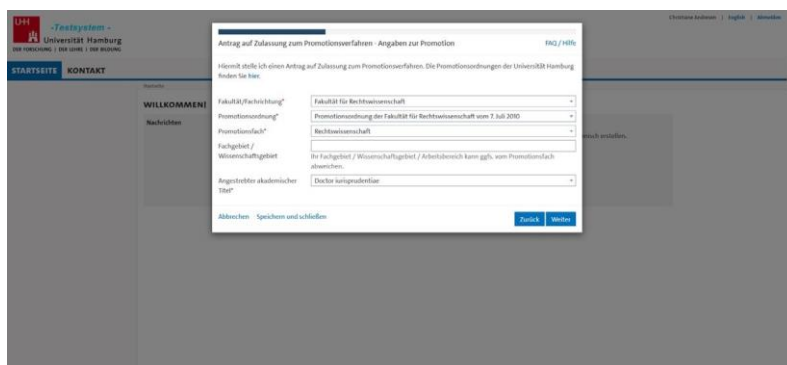 UH
-Testsystem -
Universität Hamburg
DER FORSCHUNG | DER LEHRE | DER BILDUNG
| English | Abmelden
STARTSEITE KONTAKT
Startseite
WILLKOMMEN
Nachrichten
Antrag auf Zulassung zum Promotionsverfahren - Angaben zur Promotion
FAQ / Hilfe
Hiermit stelle ich einen Antrag auf Zulassung zum Promotionsverfahren. Die Promotionsordnungen der Universität Hamburg
finden Sie hier.
Fakultät/Fachrichtung* Fakultät für Rechtswissenschaft
Promotionsordnung* Promotionsordnung der Fakultät für Rechtswissenschaft vom 7. Juli 2010
Promotionsfach* Rechtswissenschaft
Fachgebiet /
Wissenschaftsgebiet
Ihr Fachgebiet / Wissenschaftsgebiet / Arbeitsbereich kann ggfs. vom Promotionsfach
abweichen.
Angestrebter akademischer Doctor iurisprudentiae
Titel*
Abbrechen Speichern und schließen Zurück Weiter
erstellen.